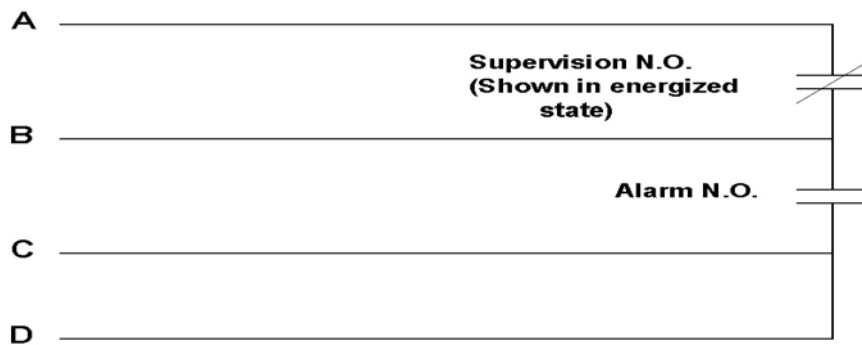 A
Supervision N.O.
(Shown in energized
state)
B
Alarm N.O.
C
D